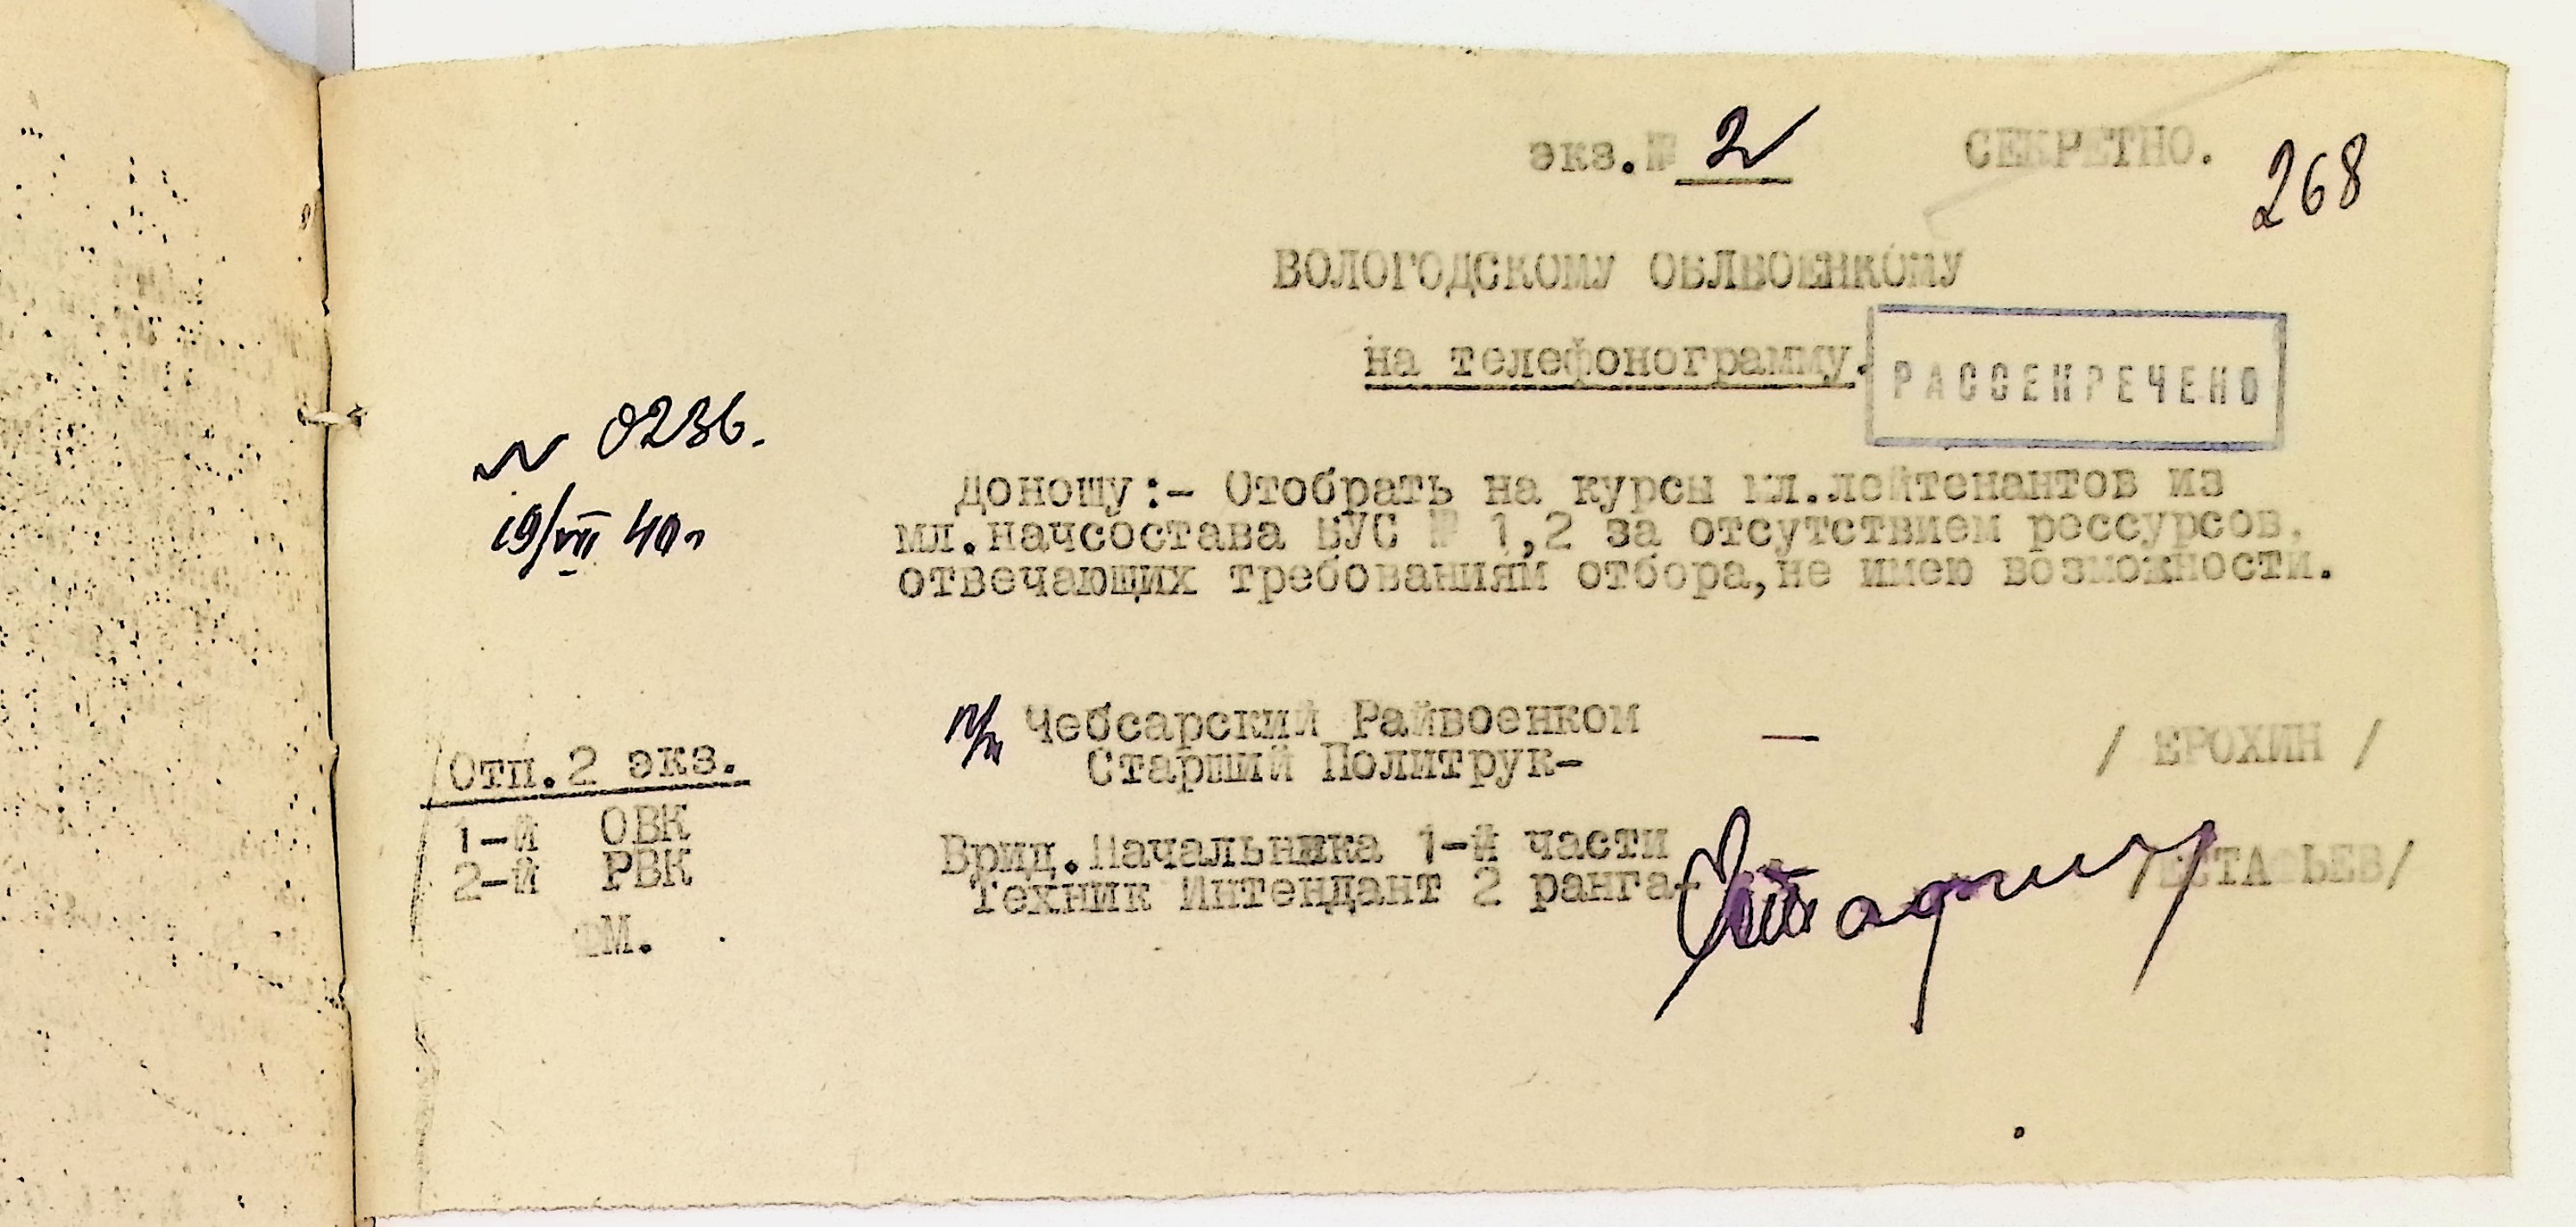 экз.№ 2 СЕКРЕТНО.
268
ВОЛОГОДСКОМУ ОБЛВОЕНКОМУ
на телефонограмму.
РАССЕКРЕЧЕНО
№ 0236.
19/VII 40 г
Доношу:- Отобрать на курсы мл.лейтенантов из
мл.начсостава ВУС № 1,2 за отсутствием рессурсов,
отвечающих требованиям отбора,не имею возможности.
п/п Чебсарский Райвоенком — / ЕРОХИН /
Старший Политрук-
Отп.2 экз.
1-й ОВК
2-й РВК
ФМ.
Врид.Начальника 1-й части
Техник Интендант 2 ранга- /ЕСТАФЬЕВ/